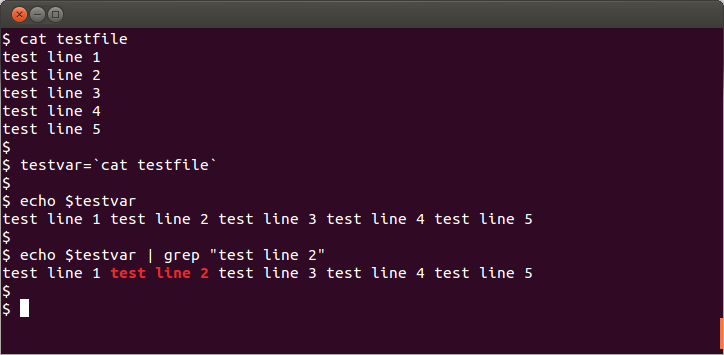 $ cat testfile
test line 1
test line 2
test line 3
test line 4
test line 5
$
$ testvar=`cat testfile`
$
$ echo $testvar
test line 1 test line 2 test line 3 test line 4 test line 5
$
$ echo $testvar | grep "test line 2"
test line 1 test line 2 test line 3 test line 4 test line 5
$
$